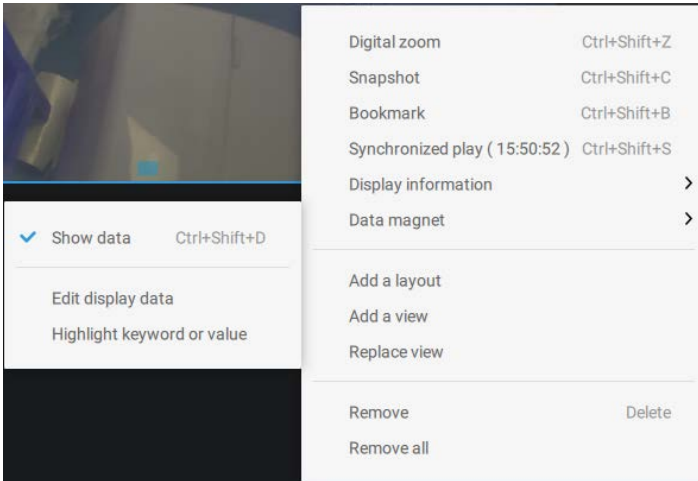 Digital zoom Ctrl+Shift+Z
Snapshot Ctrl+Shift+C
Bookmark Ctrl+Shift+B
Synchronized play ( 15:50:52 ) Ctrl+Shift+S
Display information
Data magnet
Show data Ctrl+Shift+D
Edit display data
Highlight keyword or value
Add a layout
Add a view
Replace view
Remove Delete
Remove all